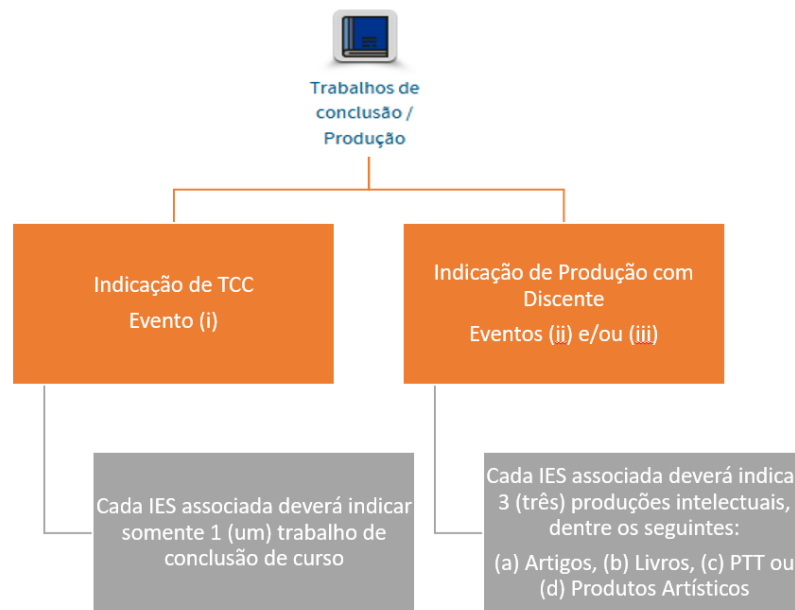 Trabalhos de
conclusão /
Produção
Indicação de TCC
Evento (i)
Indicação de Produção com
Discente
Eventos (ii) e/ou (iii)
Cada IES associada deverá indicar
somente 1 (um) trabalho de
conclusão de curso
Cada IES associada deverá indica
3 (três) produções intelectuais,
dentre os seguintes:
(a) Artigos, (b) Livros, (c) PTT ou
(d) Produtos Artísticos